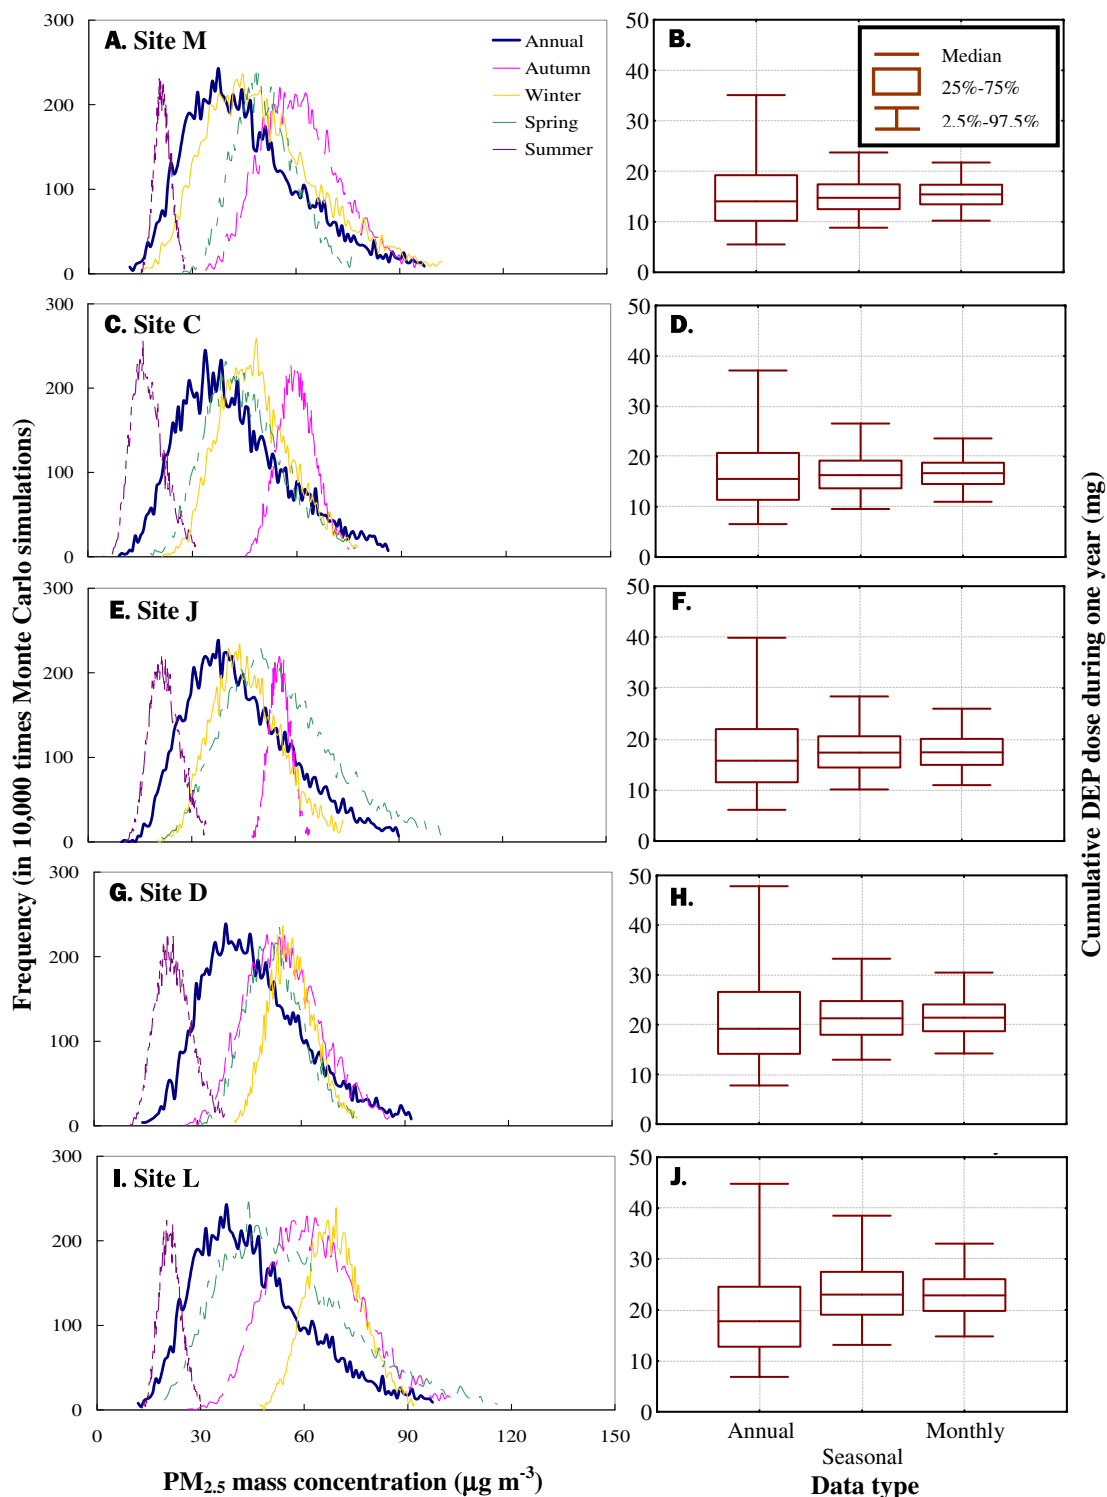 300
A. Site M
Annual
Autumn
Winter
Spring
Summer
200
100
0
50
B.
Median
25%-75%
2.5%-97.5%
40
30
20
10
0
300
C. Site C
200
100
0
50
D.
40
30
20
10
0
300
E. Site J
200
100
0
50
F.
40
30
20
10
0
300
G. Site D
200
100
0
50
H.
40
30
20
10
0
300
I. Site L
200
100
0
0 30 60 90 120 150
50
J.
40
30
20
10
0
Annual Monthly
Seasonal
PM2.5 mass concentration (μg m-3)
Data type
Frequency (in 10,000 times Monte Carlo simulations)
Cumulative DEP dose during one year (mg)